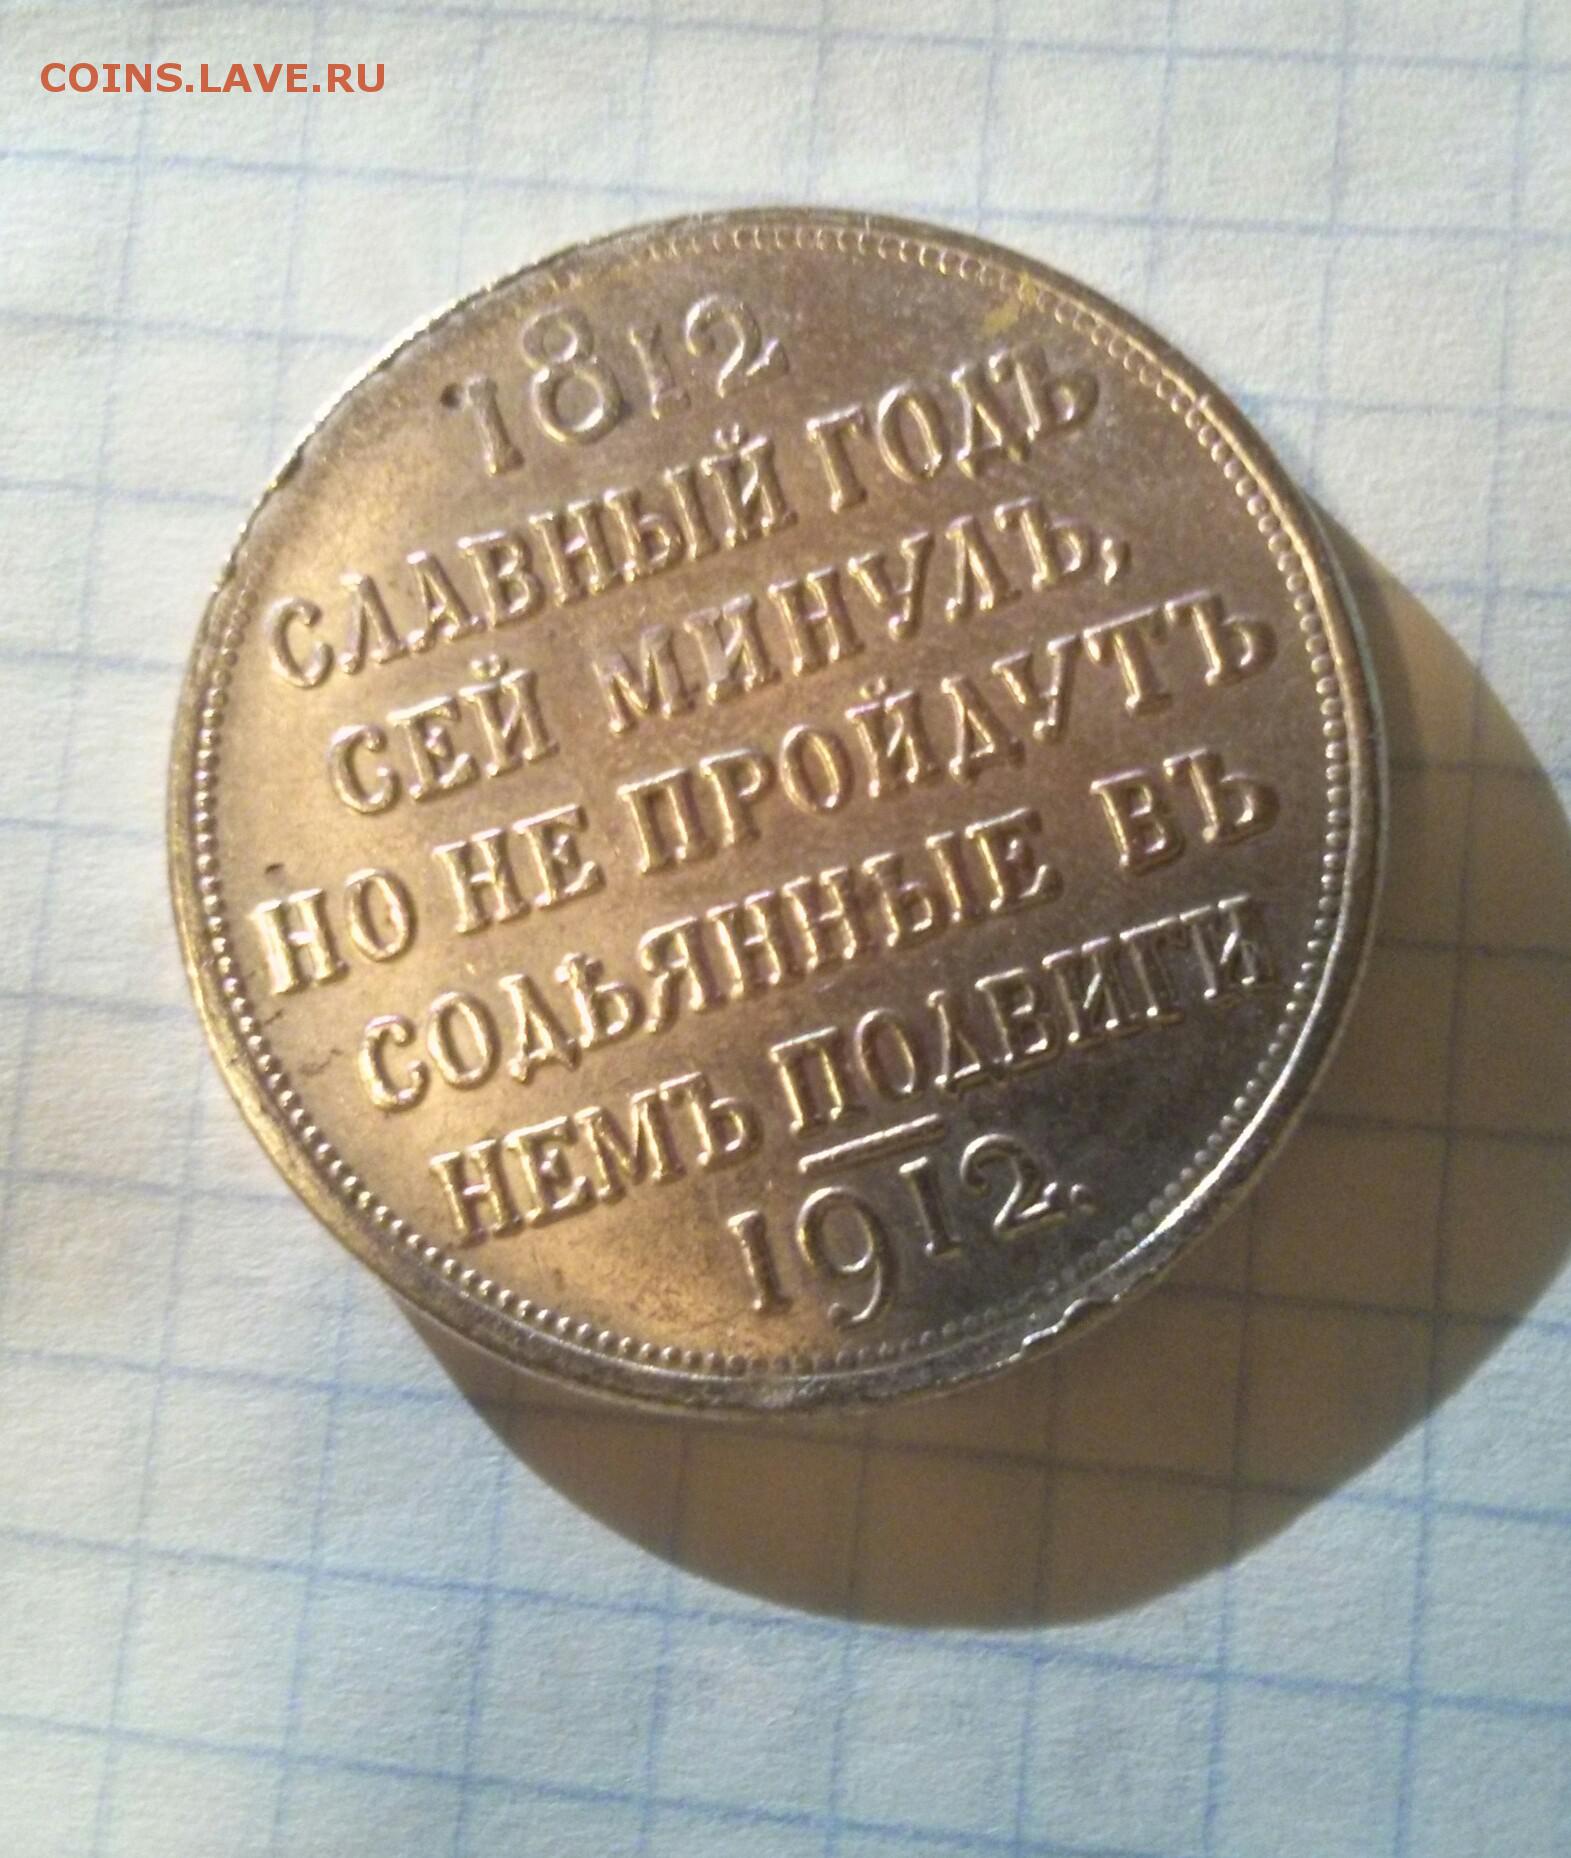 COINS.LAVE.RU
1812
СЛАВНЫЙ ГОДЪ
СЕЙ МИНУЛЪ,
НО НЕ ПРОЙДУТЪ
СОДѢЯННЫЕ ВЪ
НЕМЪ ПОДВИГИ
1912.